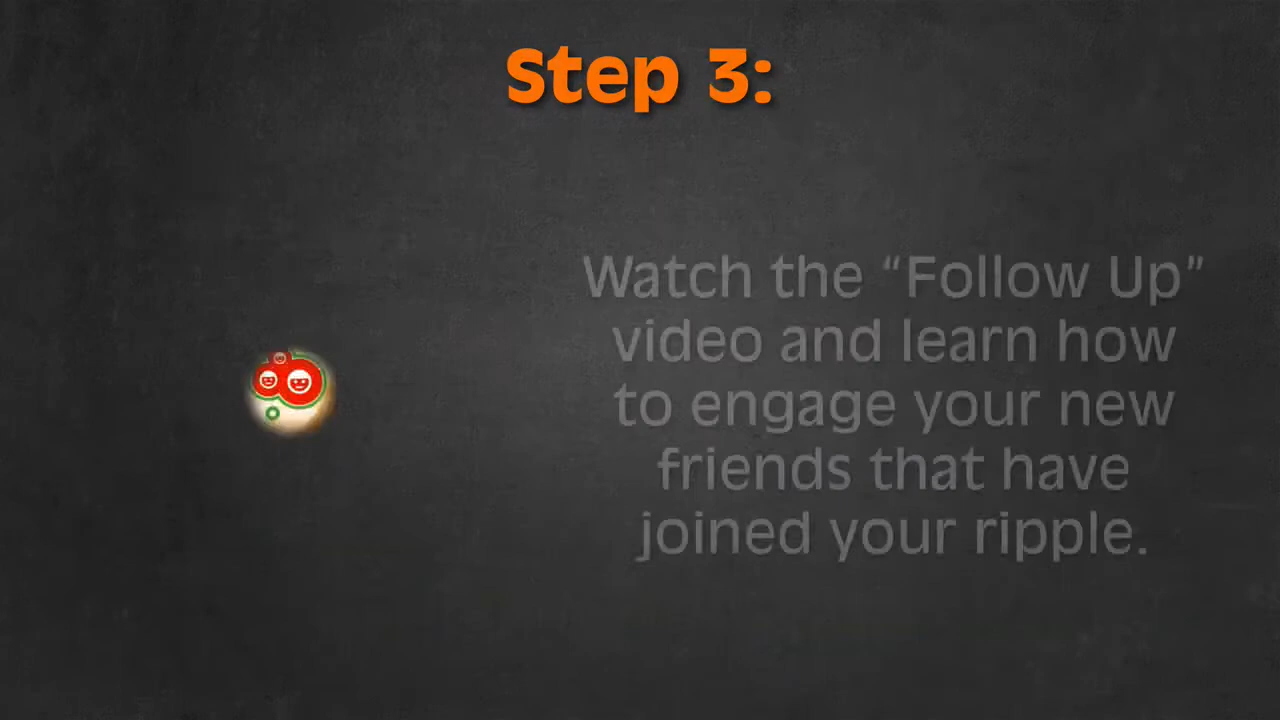 Step 3:
Watch the “Follow Up”
video and learn how
to engage your new
friends that have
joined your ripple.